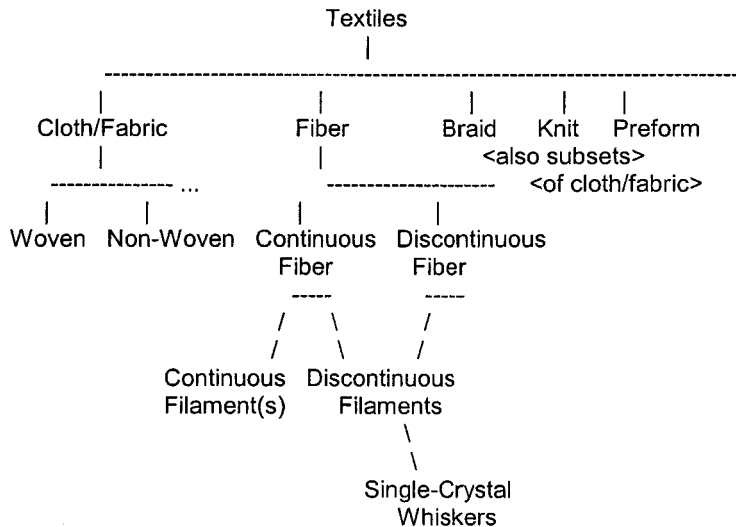 Textiles
Cloth/Fabric Fiber Braid Knit Preform
<also subsets>
... <of cloth/fabric>
Woven Non-Woven Continuous Discontinuous
Fiber Fiber
Continuous Discontinuous
Filament(s) Filaments
Single-Crystal
Whiskers